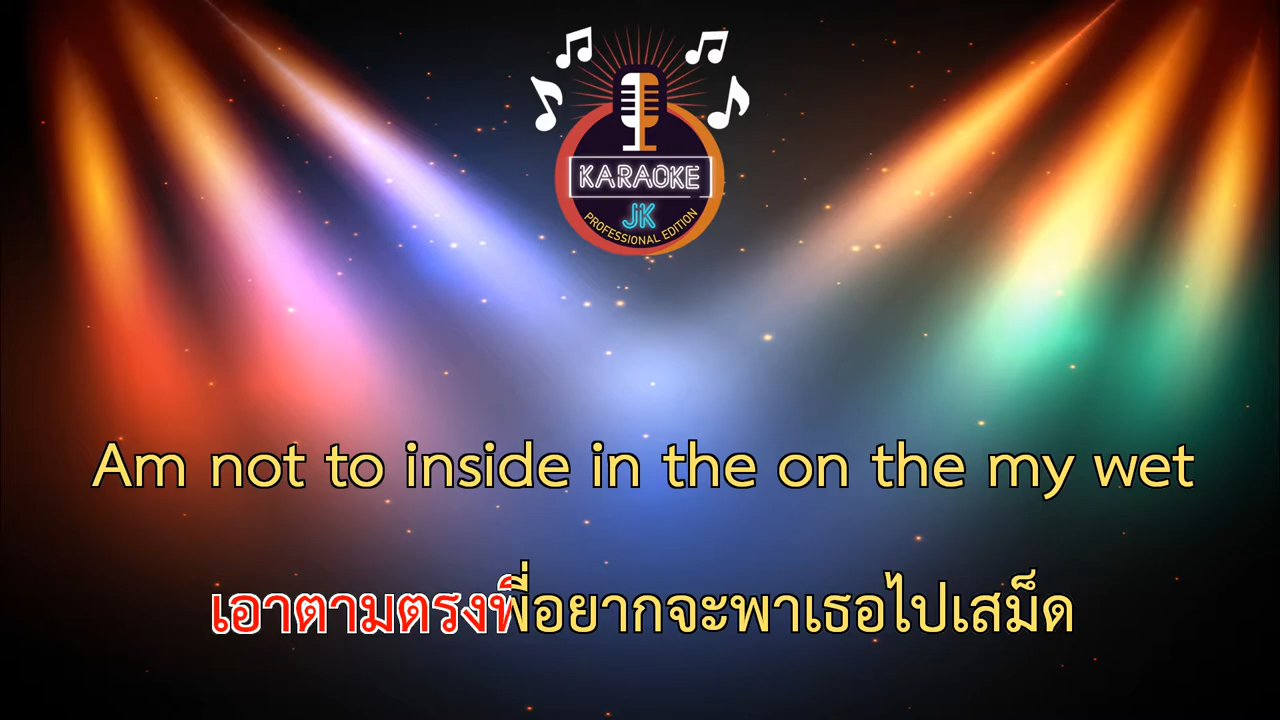 KARAOKE
JK
PROFESSIONAL EDITION
Am not to inside in the on the my wet
เอาตามตรงพี่อยากจะพาเธอไปเสม็ด